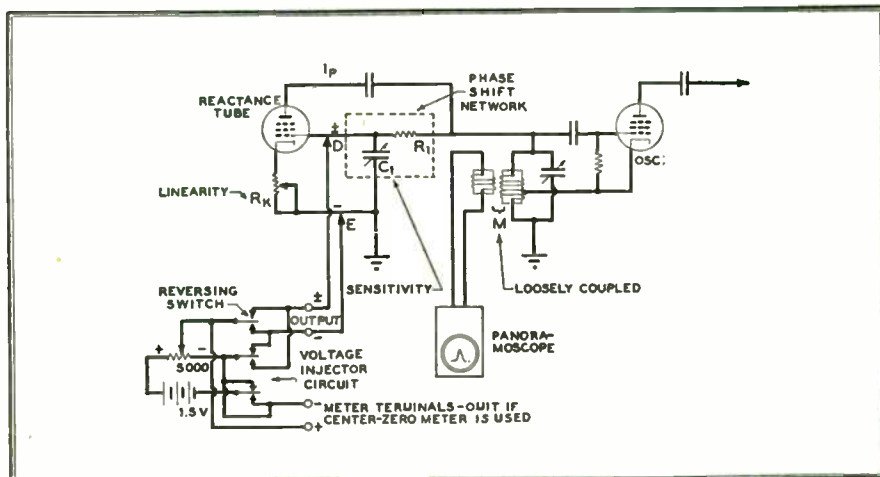 Ip
PHASE
SHIFT
NETWORK
REACTANCE
TUBE
±
D
R1
C1
OSC.
LINEARITY
RK
-
E
M
SENSITIVITY
LOOSELY COUPLED
REVERSING
SWITCH
±
OUTPUT
-
PANORA-
MOSCOPE
+ -
5000
VOLTAGE
INJECTOR
CIRCUIT
1.5 V
- METER TERMINALS-OMIT IF
CENTER-ZERO METER IS USED
+